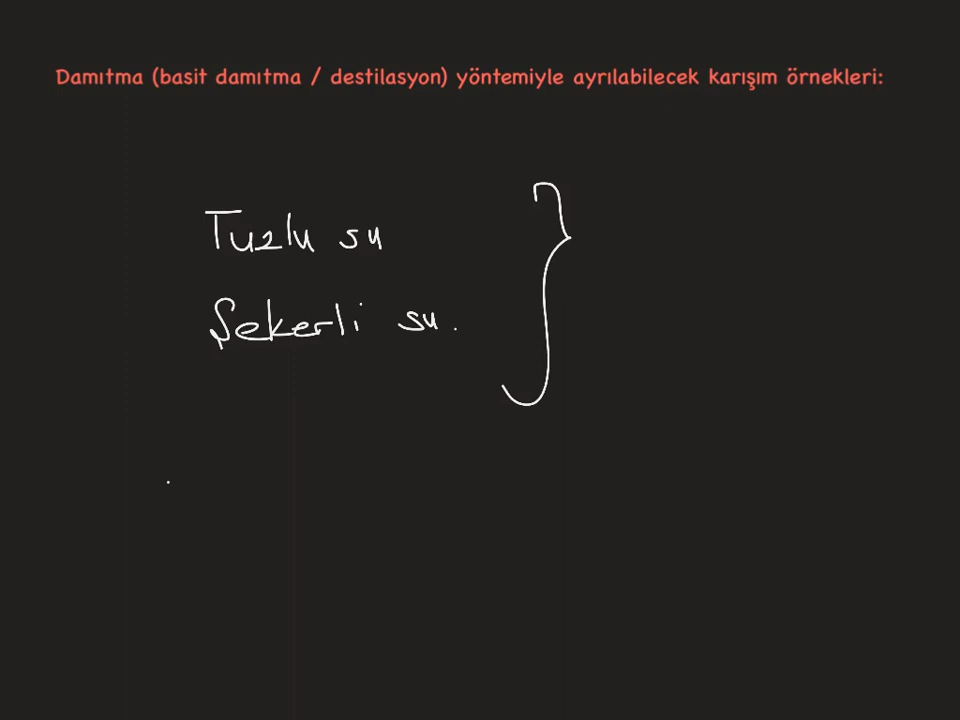 Damıtma (basit damıtma / destilasyon) yöntemiyle ayrılabilecek karışım örnekleri:
Tuzlu su
Şekerli su.